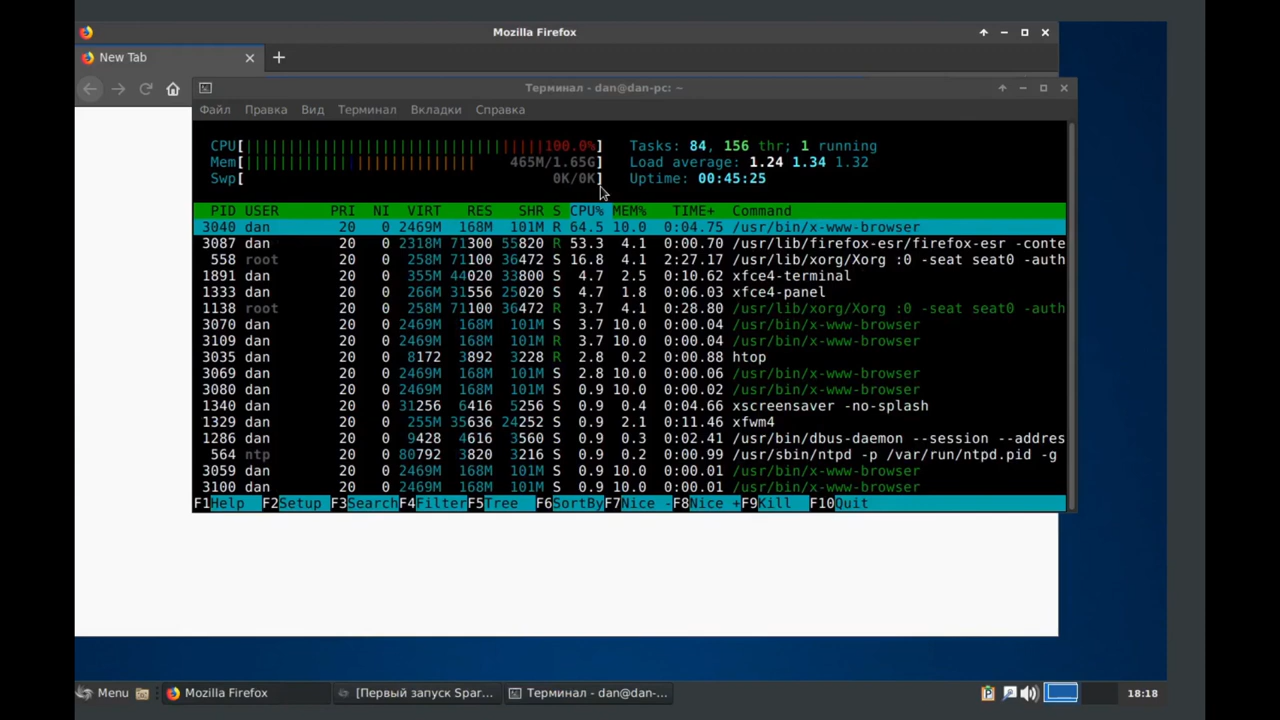 Mozilla Firefox
New Tab
Терминал - dan@dan-pc: ~
Файл Правка Вид Терминал Вкладки Справка
CPU[100.0%] Tasks: 84, 156 thr; 1 running
Mem[465M/1.65G] Load average: 1.24 1.34 1.32
Swp[0K/0K] Uptime: 00:45:25
PID USER PRI NI VIRT RES SHR S CPU% MEM% TIME+ Command
3040 dan 20 0 2469M 168M 101M R 64.5 10.0 0:04.75 /usr/bin/x-www-browser
3087 dan 20 0 2318M 71300 55820 R 53.3 4.1 0:00.70 /usr/lib/firefox-esr/firefox-esr -conte
558 root 20 0 258M 71100 36472 S 16.8 4.1 2:27.17 /usr/lib/xorg/Xorg :0 -seat seat0 -auth
1891 dan 20 0 355M 44020 33800 S 4.7 2.5 0:10.62 xfce4-terminal
1333 dan 20 0 266M 31556 25020 S 4.7 1.8 0:06.03 xfce4-panel
1138 root 20 0 258M 71100 36472 R 3.7 4.1 0:28.80 /usr/lib/xorg/Xorg :0 -seat seat0 -auth
3070 dan 20 0 2469M 168M 101M S 3.7 10.0 0:00.04 /usr/bin/x-www-browser
3109 dan 20 0 2469M 168M 101M R 3.7 10.0 0:00.04 /usr/bin/x-www-browser
3035 dan 20 0 8172 3892 3228 R 2.8 0.2 0:00.88 htop
3069 dan 20 0 2469M 168M 101M S 2.8 10.0 0:00.06 /usr/bin/x-www-browser
3080 dan 20 0 2469M 168M 101M S 0.9 10.0 0:00.02 /usr/bin/x-www-browser
1340 dan 20 0 31256 6416 5256 S 0.9 0.4 0:04.66 xscreensaver -no-splash
1329 dan 20 0 255M 35636 24252 S 0.9 2.1 0:11.46 xfwm4
1286 dan 20 0 9428 4616 3560 S 0.9 0.3 0:02.41 /usr/bin/dbus-daemon --session --addres
564 ntp 20 0 80792 3820 3216 S 0.9 0.2 0:00.99 /usr/sbin/ntpd -p /var/run/ntpd.pid -g
3059 dan 20 0 2469M 168M 101M S 0.9 10.0 0:00.01 /usr/bin/x-www-browser
3100 dan 20 0 2469M 168M 101M S 0.9 10.0 0:00.01 /usr/bin/x-www-browser
F1Help F2Setup F3SearchF4FilterF5Tree F6SortByF7Nice -F8Nice +F9Kill F10Quit
Menu Mozilla Firefox [Первый запуск Spar... Терминал - dan@dan-... 18:18